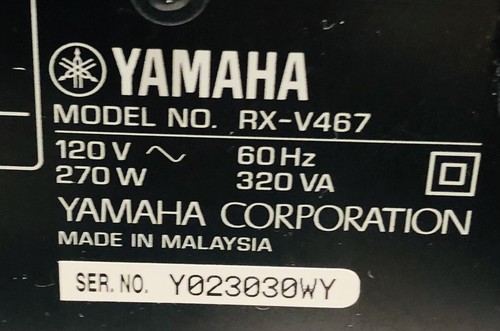 YAMAHA
MODEL NO. RX-V467
120 V ～ 60 Hz
270 W 320 VA
YAMAHA CORPORATION
MADE IN MALAYSIA
SER. NO. Y023030WY